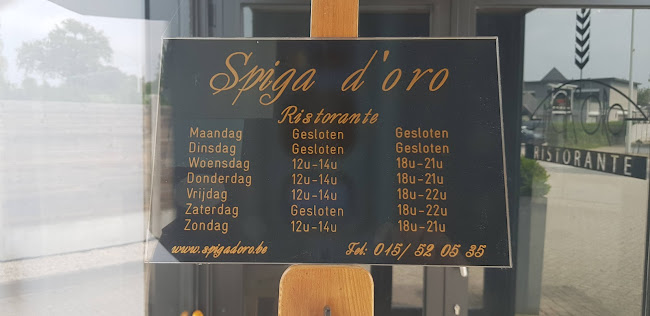 Spiga d'oro
Ristorante
Maandag Gesloten Gesloten
Dinsdag Gesloten Gesloten
Woensdag 12u-14u 18u-21u
Donderdag 12u-14u 18u-21u
Vrijdag 12u-14u 18u-22u
Zaterdag Gesloten 18u-22u
Zondag 12u-14u 18u-21u
www.spigadoro.be Tel: 015/ 52 05 35
RISTORANTE